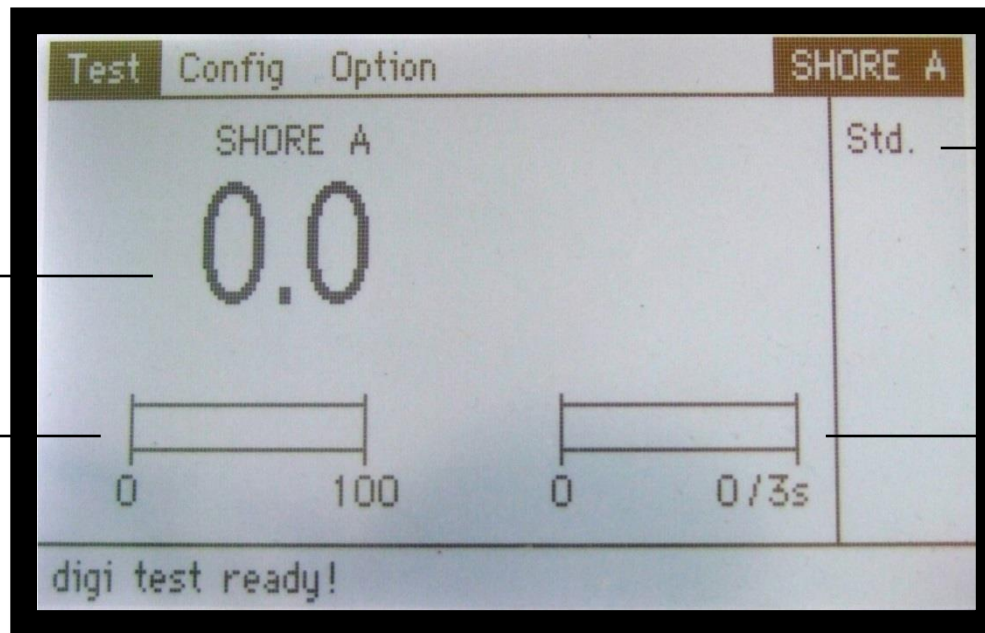 Test Config Option SHORE A
SHORE A
Std.
0.0
0 100 0 0/3s
digi test ready!